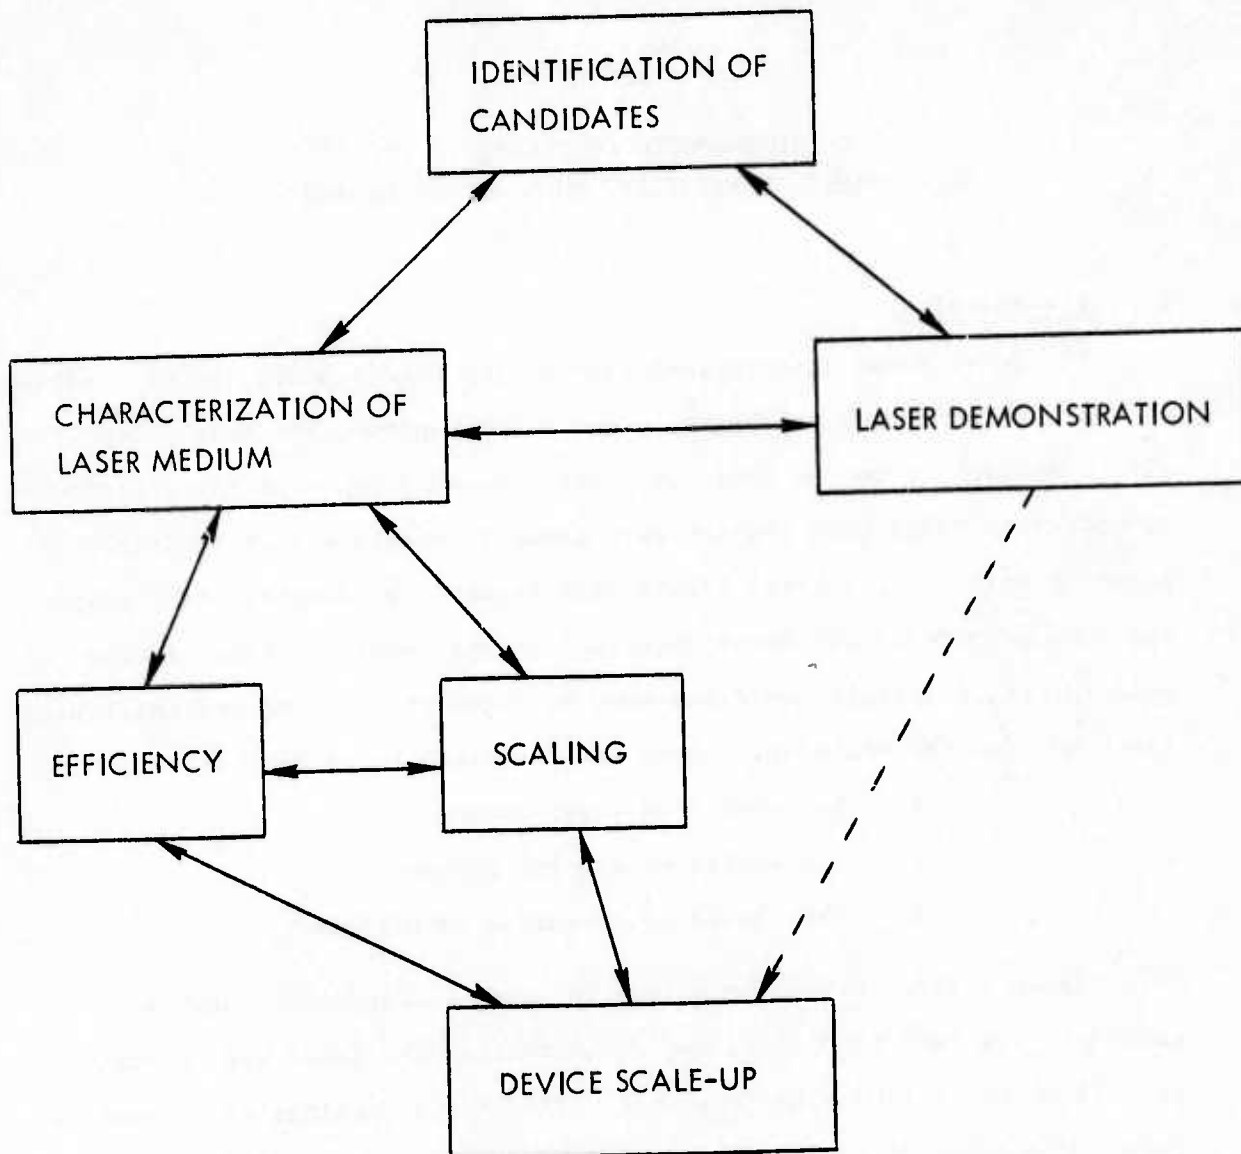 IDENTIFICATION OF
CANDIDATES
CHARACTERIZATION OF
LASER MEDIUM
LASER DEMONSTRATION
EFFICIENCY
SCALING
DEVICE SCALE-UP